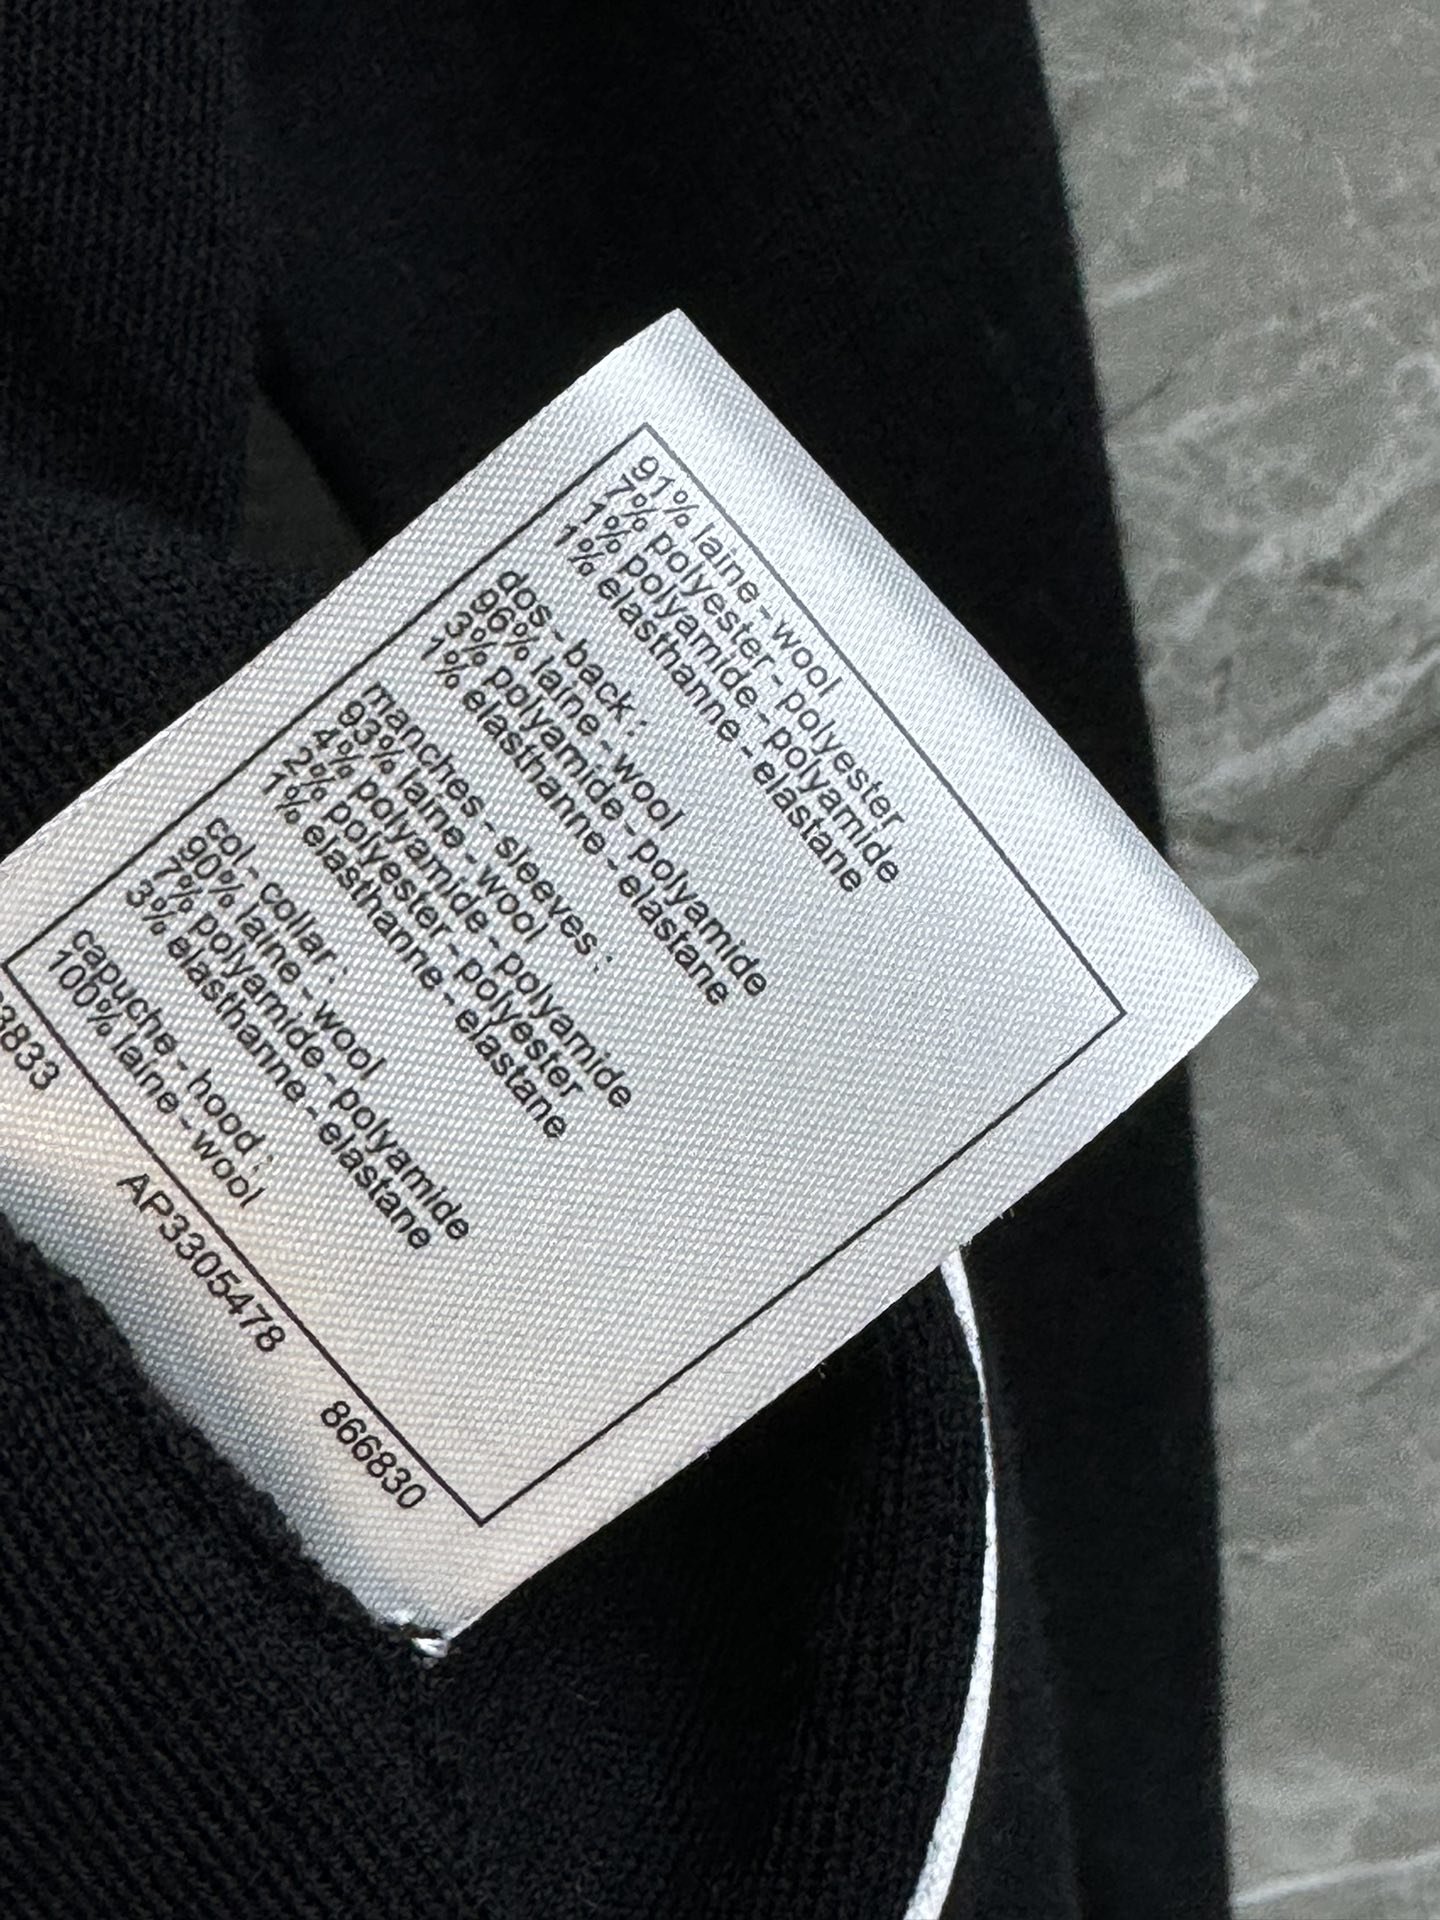 91% laine - wool
7% polyester - polyester
1% polyamide - polyamide
1% elasthanne - elastane
dos - back :
96% laine - wool
3% polyamide - polyamide
1% elasthanne - elastane
manches - sleeves :
93% laine - wool
4% polyamide - polyamide
2% polyester - polyester
1% elasthanne - elastane
col - collar :
90% laine - wool
7% polyamide - polyamide
3% elasthanne - elastane
capuche - hood :
100% laine - wool
3833 AP3305478 866830